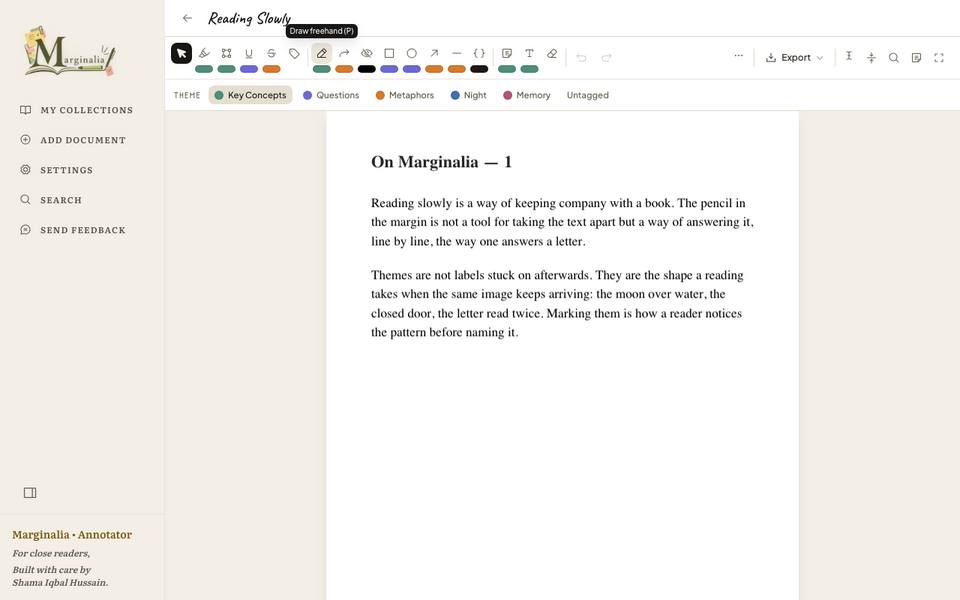 Marginalia
MY COLLECTIONS
ADD DOCUMENT
SETTINGS
SEARCH
SEND FEEDBACK
Marginalia • Annotator
For close readers,
Built with care by
Shama Iqbal Hussain.
Reading Slowly
Draw freehand (P)
Export
THEME Key Concepts Questions Metaphors Night Memory Untagged
On Marginalia — 1
Reading slowly is a way of keeping company with a book. The pencil in
the margin is not a tool for taking the text apart but a way of answering it,
line by line, the way one answers a letter.
Themes are not labels stuck on afterwards. They are the shape a reading
takes when the same image keeps arriving: the moon over water, the
closed door, the letter read twice. Marking them is how a reader notices
the pattern before naming it.